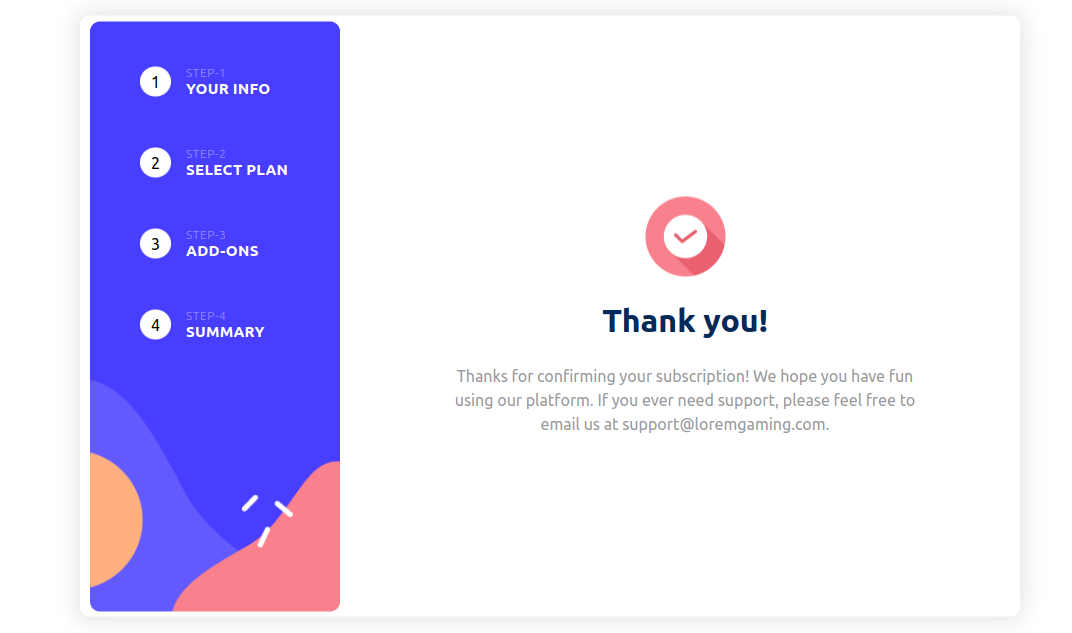 1
STEP-1
YOUR INFO
2
STEP-2
SELECT PLAN
3
STEP-3
ADD-ONS
4
STEP-4
SUMMARY
Thank you!
Thanks for confirming your subscription! We hope you have fun
using our platform. If you ever need support, please feel free to
email us at support@loremgaming.com.